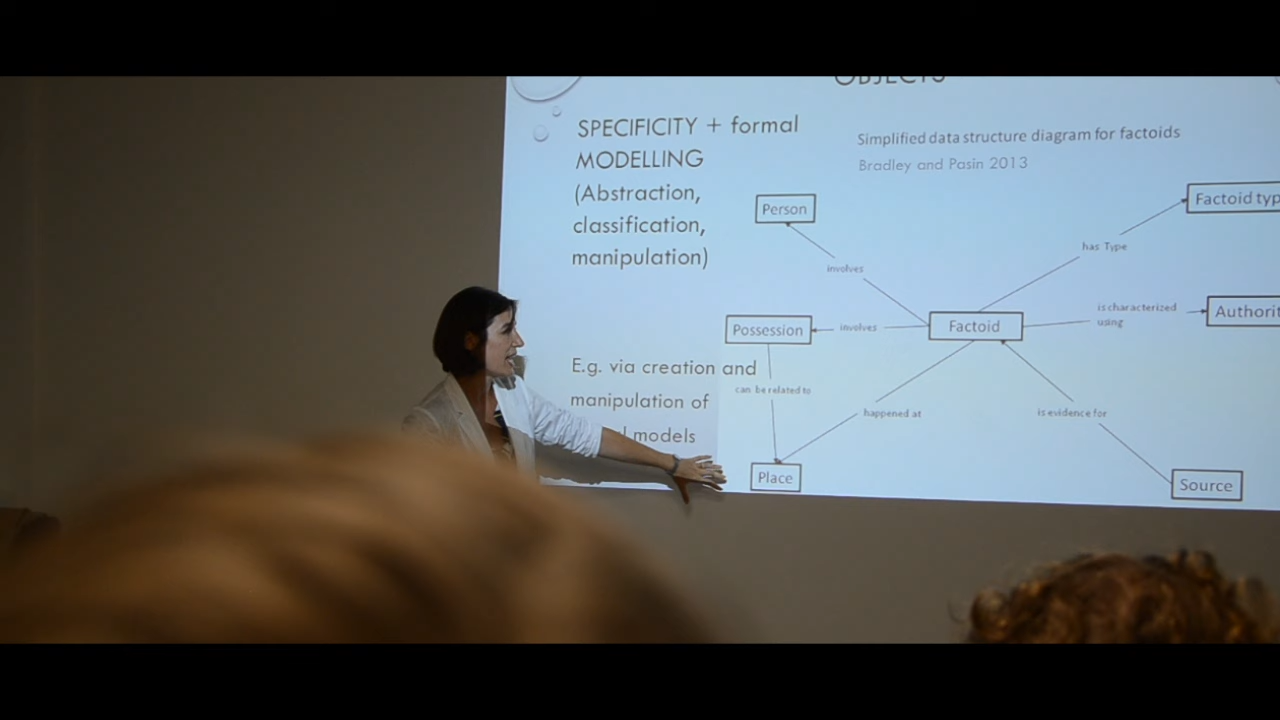 OBJECTS
SPECIFICITY + formal
MODELLING
(Abstraction,
classification,
manipulation)
E.g. via creation and
manipulation of
models
Simplified data structure diagram for factoids
Bradley and Pasin 2013
Person
Factoid typ
has Type
involves
is characterized
using
Authorit
Possession
involves
Factoid
can be related to
happened at
is evidence for
Place
Source